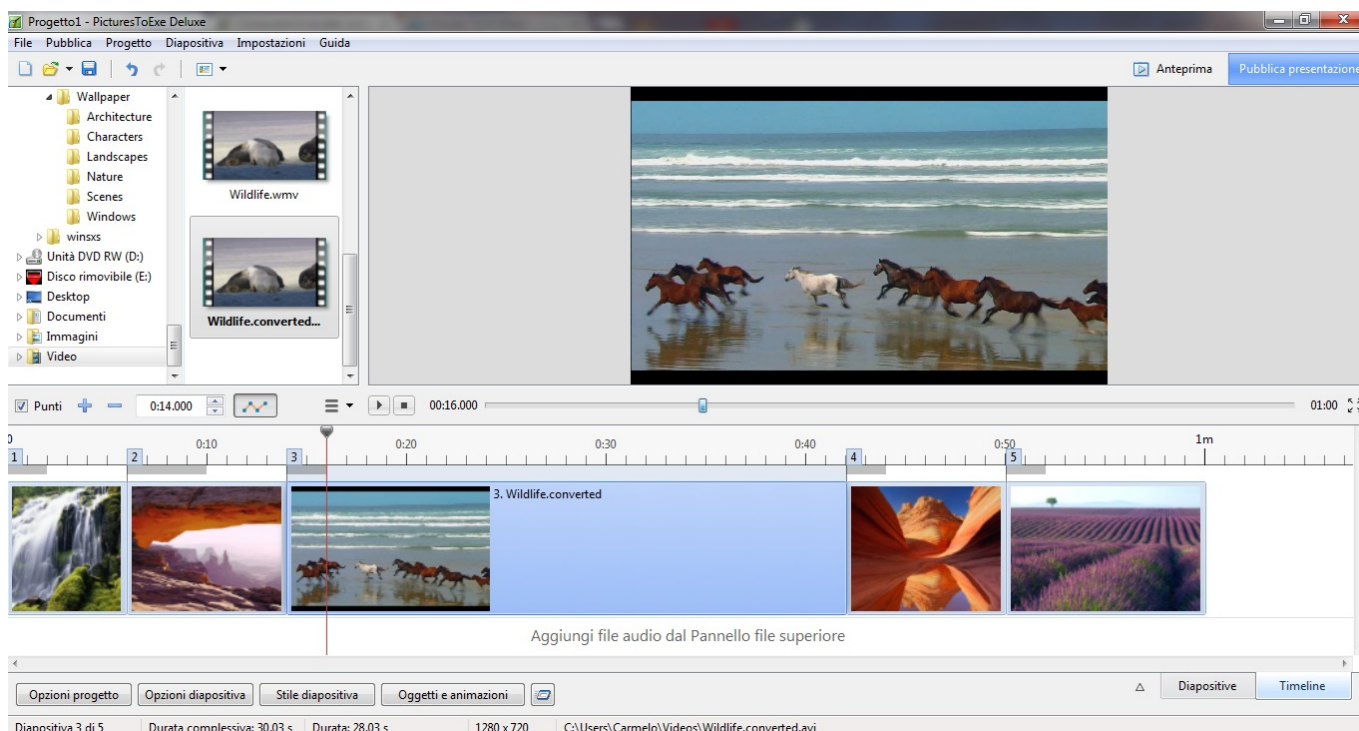 Progetto1 - PicturesToExe Deluxe
File Pubblica Progetto Diapositiva Impostazioni Guida
Anteprima Pubblica presentazione
Wallpaper
Architecture
Characters
Landscapes
Nature
Scenes
Windows
winsxs
Unità DVD RW (D:)
Disco rimovibile (E:)
Desktop
Documenti
Immagini
Video
Wildlife.wmv
Wildlife.converted...
Punti 0:14.000 00:16.000 01:00
0 0:10 0:20 0:30 0:40 0:50 1m
1 2 3 4 5
3. Wildlife.converted
Aggiungi file audio dal Pannello file superiore
Opzioni progetto Opzioni diapositiva Stile diapositiva Oggetti e animazioni Diapositive Timeline
Diapositiva 3 di 5 Durata complessiva: 30.03 s Durata: 28.03 s 1280 x 720 C:\Users\Carmelo\Videos\Wildlife.converted.avi